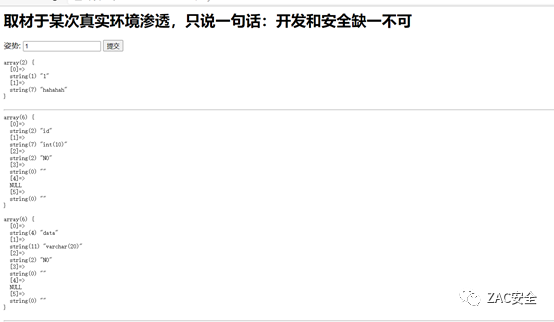 取材于某次真实环境渗透，只说一句话：开发和安全缺一不可
姿势: 1 提交
array(2) {
[0]=>
string(1) "1"
[1]=>
string(7) "hahahah"
}
array(6) {
[0]=>
string(2) "id"
[1]=>
string(7) "int(10)"
[2]=>
string(2) "NO"
[3]=>
string(0) ""
[4]=>
NULL
[5]=>
string(0) ""
}
array(6) {
[0]=>
string(4) "data"
[1]=>
string(11) "varchar(20)"
[2]=>
string(2) "NO"
[3]=>
string(0) ""
[4]=>
NULL
[5]=>
string(0) ""
}
ZAC安全